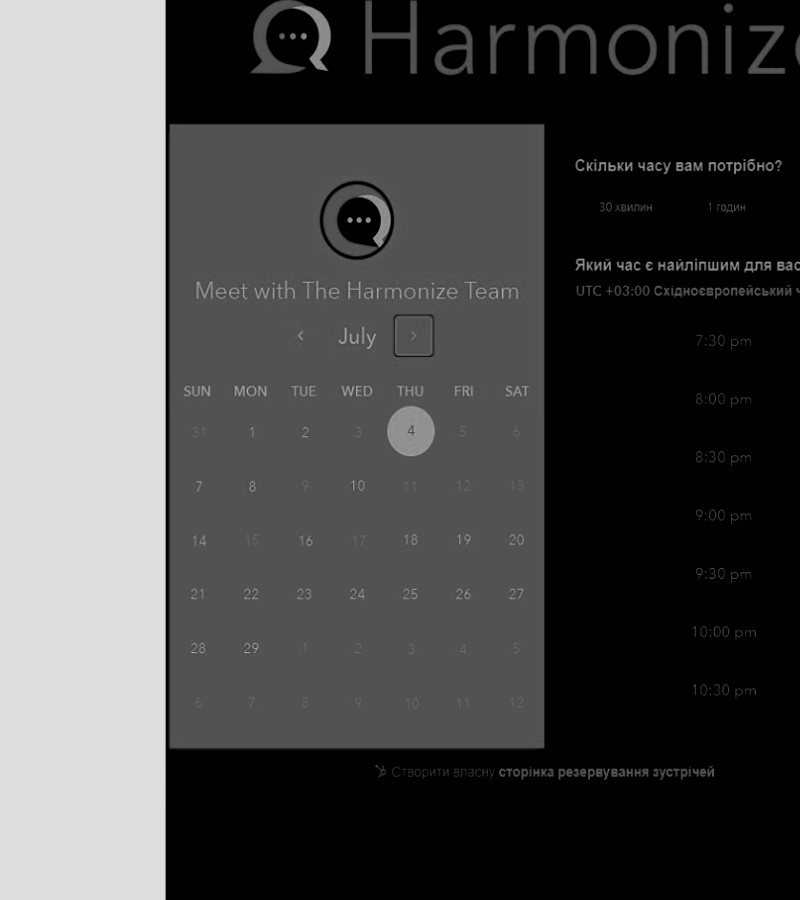 Harmonize
Meet with The Harmonize Team
July
SUN MON TUE WED THU FRI SAT
31 1 2 3 4 5 6
7 8 9 10 11 12 13
14 15 16 17 18 19 20
21 22 23 24 25 26 27
28 29 1 2 3 4 5
6 7 8 9 10 11 12
Скільки часу вам потрібно?
30 хвилин 1 годин
Який час є найліпшим для вас
UTC +03:00 Східноєвропейський ч
7:30 pm
8:00 pm
8:30 pm
9:00 pm
9:30 pm
10:00 pm
10:30 pm
Створити власну сторінка резервування зустрічей